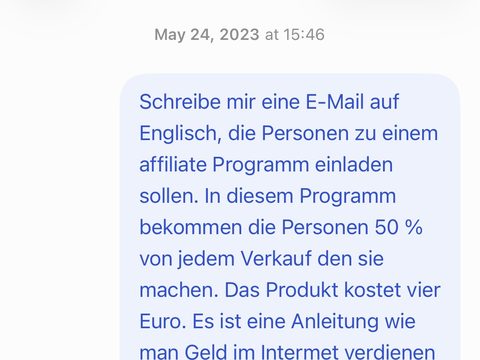 May 24, 2023 at 15:46
Schreibe mir eine E-Mail auf
Englisch, die Personen zu einem
affiliate Programm einladen
sollen. In diesem Programm
bekommen die Personen 50 %
von jedem Verkauf den sie
machen. Das Produkt kostet vier
Euro. Es ist eine Anleitung wie
man Geld im Internet verdienen